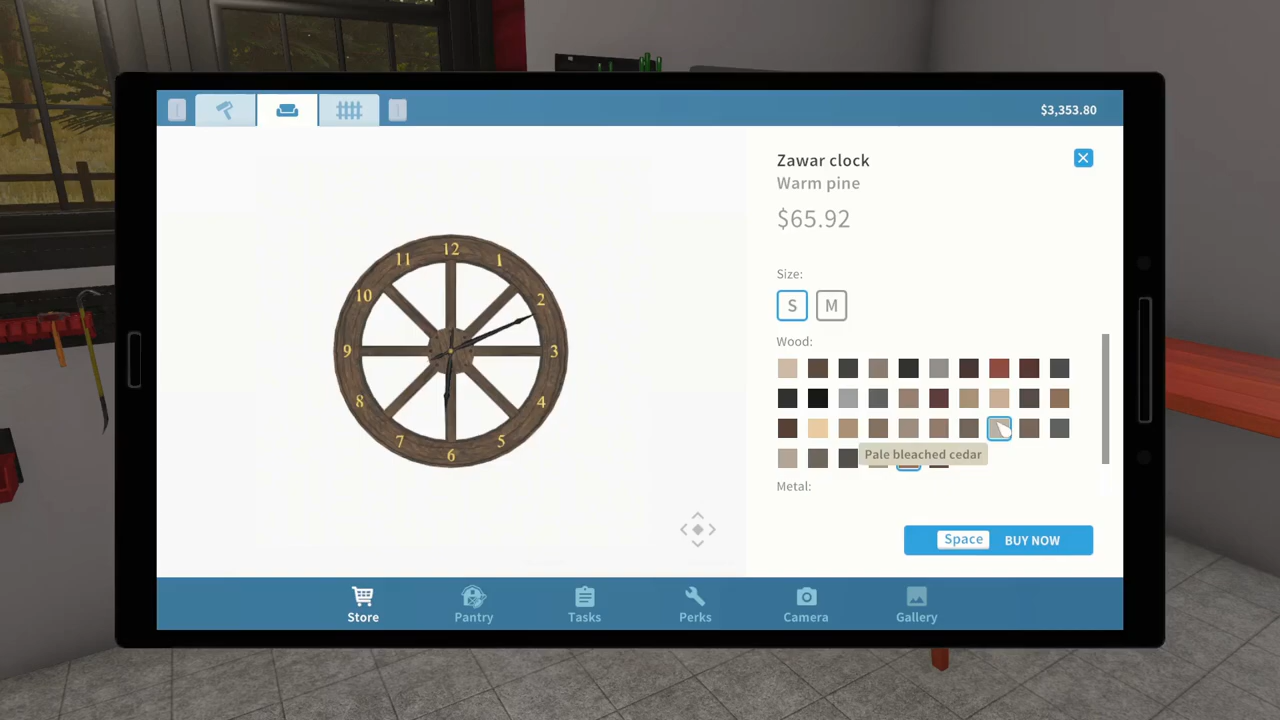 $3,353.80
Zawar clock
Warm pine
$65.92
Size:
S M
Wood:
Pale bleached cedar
Metal:
Space BUY NOW
12
1
2
3
4
5
6
7
8
9
10
11
Store Pantry Tasks Perks Camera Gallery